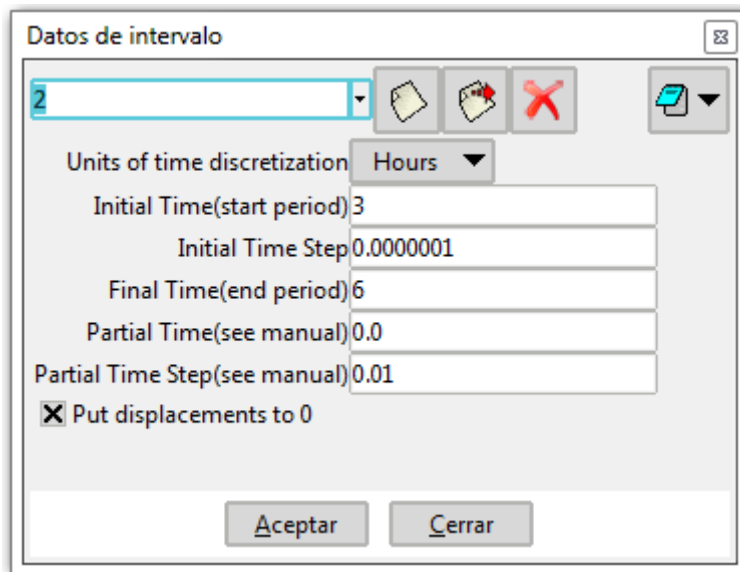 Datos de intervalo
2
Units of time discretization Hours
Initial Time(start period) 3
Initial Time Step 0.0000001
Final Time(end period) 6
Partial Time(see manual) 0.0
Partial Time Step(see manual) 0.01
Put displacements to 0
Aceptar Cerrar